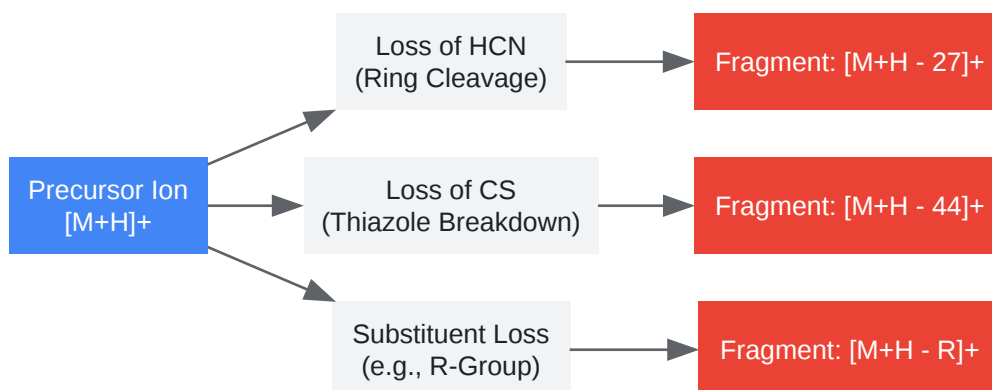 Loss of HCN
(Ring Cleavage)
Fragment: [M+H - 27]+
Precursor Ion
[M+H]+
Loss of CS
(Thiazole Breakdown)
Fragment: [M+H - 44]+
Substituent Loss
(e.g., R-Group)
Fragment: [M+H - R]+